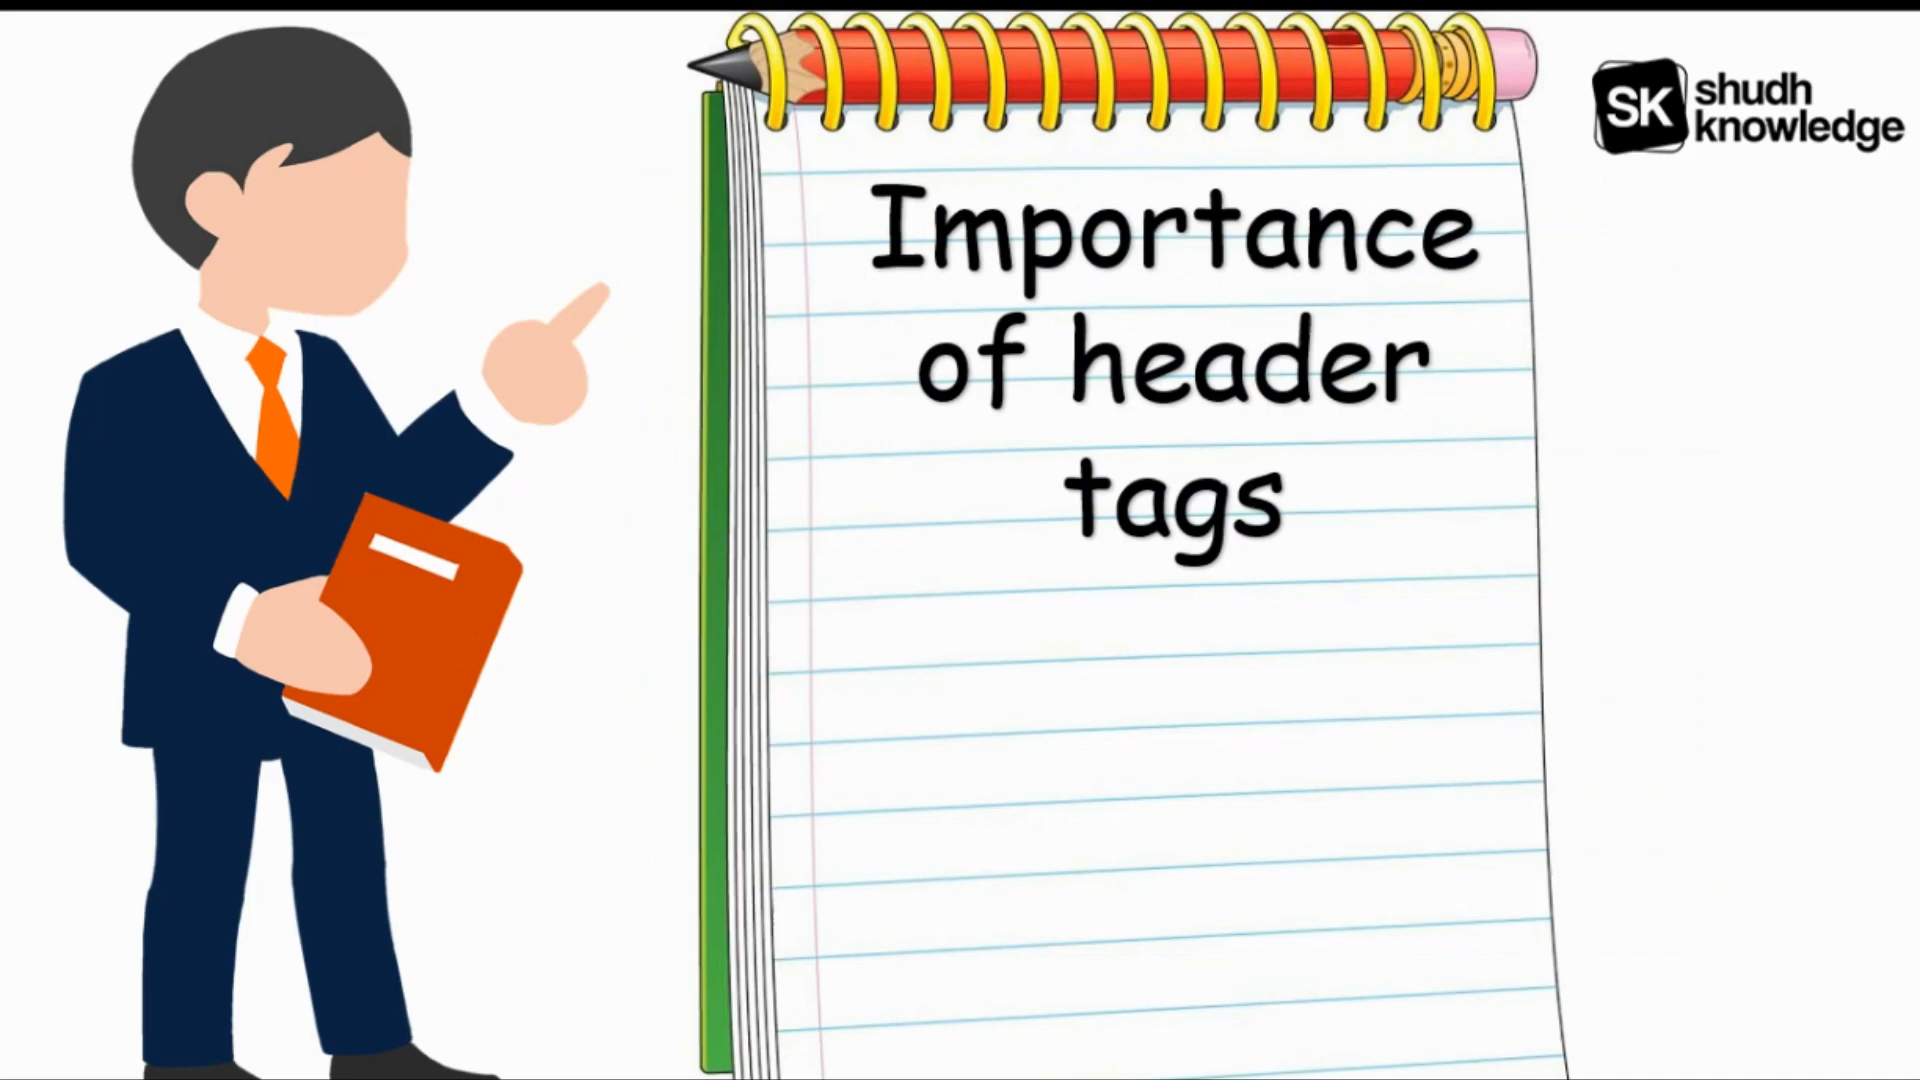 Importance
of header
tags
SK shudh
knowledge